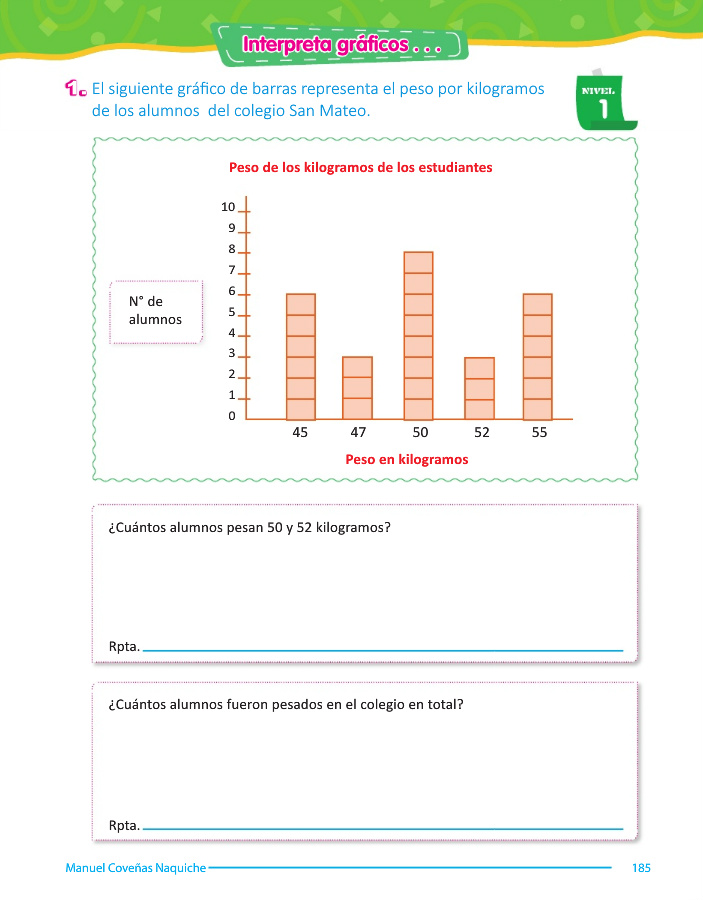 Interpreta gráficos . . .
1. El siguiente gráfico de barras representa el peso por kilogramos
de los alumnos del colegio San Mateo.
NIVEL
1
Peso de los kilogramos de los estudiantes
10
9
8
7
6
5
4
3
2
1
0
N° de
alumnos
45 47 50 52 55
Peso en kilogramos
¿Cuántos alumnos pesan 50 y 52 kilogramos?
Rpta.
¿Cuántos alumnos fueron pesados en el colegio en total?
Rpta.
Manuel Coveñas Naquiche 185